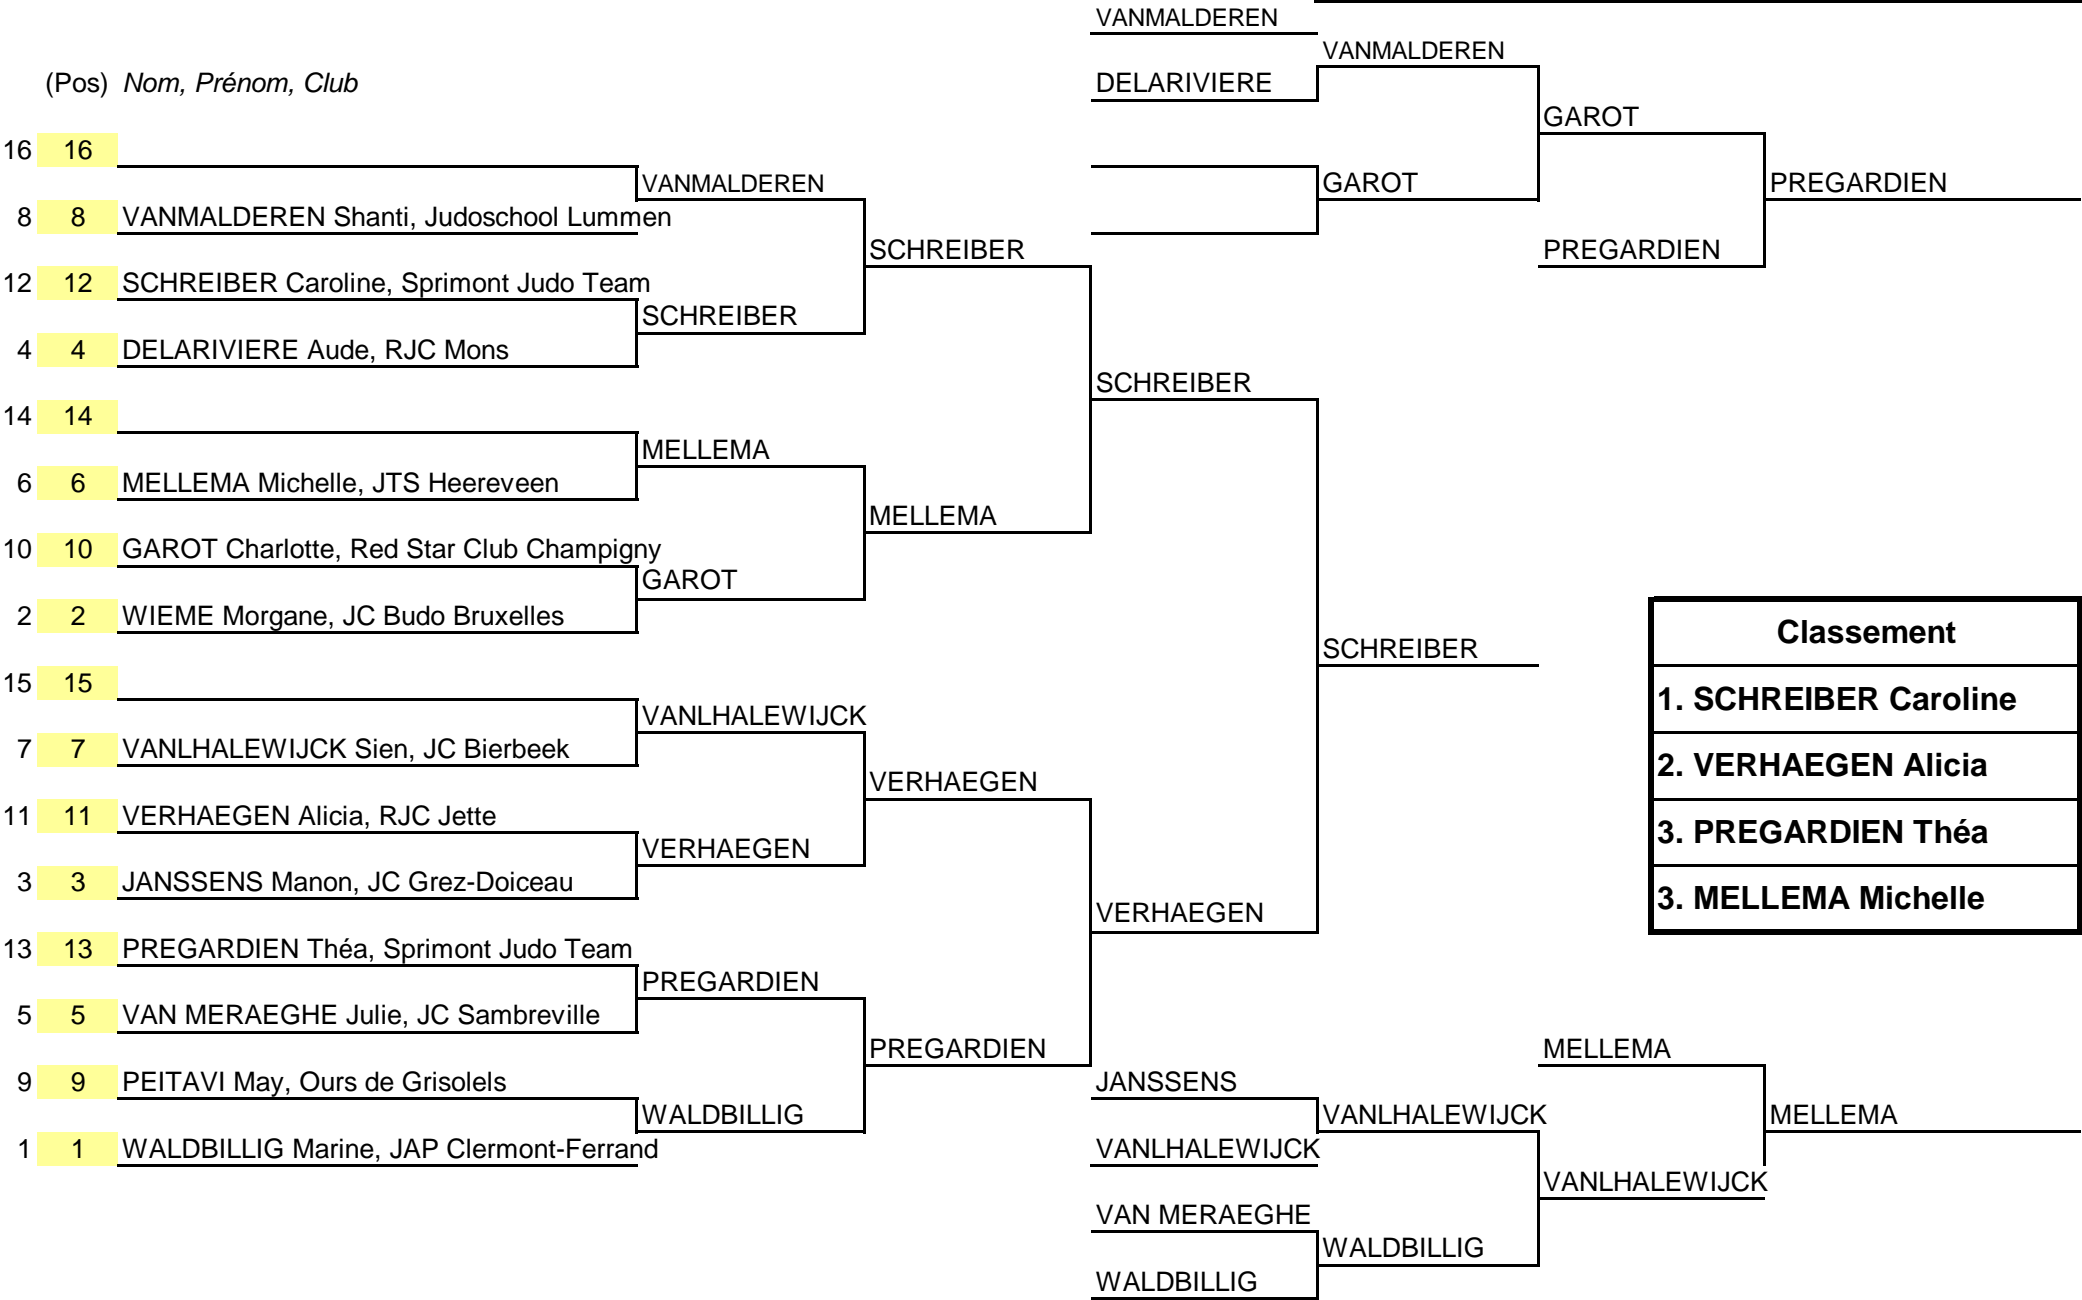 VANMALDEREN
VANMALDEREN
(Pos) Nom, Prénom, Club
DELARIVIERE
GAROT
16 16
VANMALDEREN
GAROT
PREGARDIEN
8 8 VANMALDEREN Shanti, Judoschool Lummen
SCHREIBER
PREGARDIEN
12 12 SCHREIBER Caroline, Sprimont Judo Team
SCHREIBER
4 4 DELARIVIERE Aude, RJC Mons
SCHREIBER
14 14
MELLEMA
6 6 MELLEMA Michelle, JTS Heereveen
MELLEMA
10 10 GAROT Charlotte, Red Star Club Champigny
GAROT
2 2 WIEME Morgane, JC Budo Bruxelles
Classement
SCHREIBER
15 15
1. SCHREIBER Caroline
VANLHALEWIJCK
7 7 VANLHALEWIJCK Sien, JC Bierbeek
2. VERHAEGEN Alicia
VERHAEGEN
11 11 VERHAEGEN Alicia, RJC Jette
3. PREGARDIEN Théa
VERHAEGEN
3 3 JANSSENS Manon, JC Grez-Doiceau
3. MELLEMA Michelle
VERHAEGEN
13 13 PREGARDIEN Théa, Sprimont Judo Team
PREGARDIEN
5 5 VAN MERAEGHE Julie, JC Sambreville
PREGARDIEN
MELLEMA
9 9 PEITAVI May, Ours de Grisolels
JANSSENS
WALDBILLIG
VANLHALEWIJCK
MELLEMA
1 1 WALDBILLIG Marine, JAP Clermont-Ferrand
VANLHALEWIJCK
VANLHALEWIJCK
VAN MERAEGHE
WALDBILLIG
WALDBILLIG